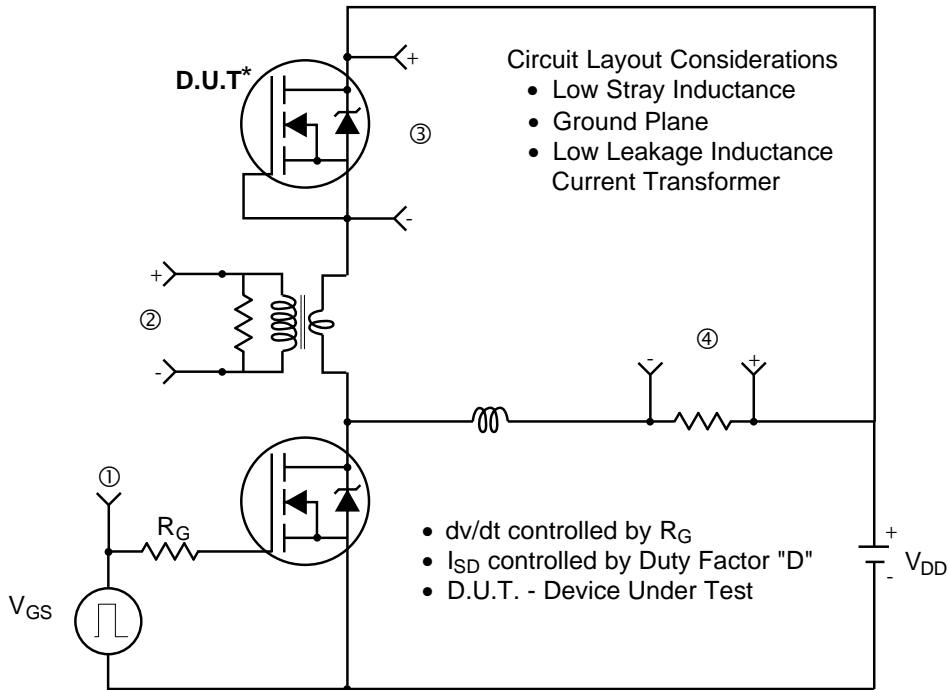 D.U.T*
+
③
-
Circuit Layout Considerations
• Low Stray Inductance
• Ground Plane
• Low Leakage Inductance
Current Transformer
+
②
-
④
-
+
①
R_G
V_GS
• dv/dt controlled by R_G
• I_SD controlled by Duty Factor "D"
• D.U.T. - Device Under Test
+
V_DD
-